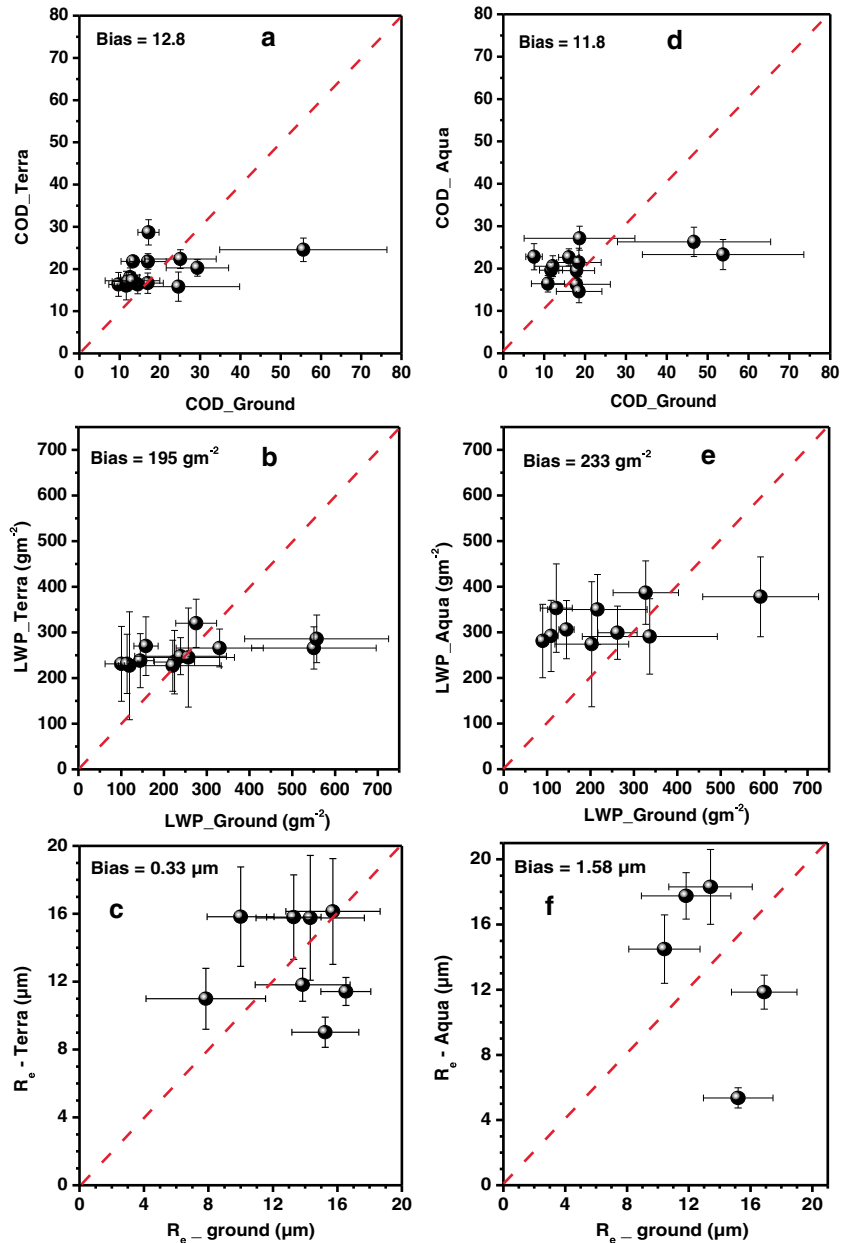 Bias = 12.8
a
COD_Terra
80
70
60
50
40
30
20
10
0
0 10 20 30 40 50 60 70 80
COD_Ground
Bias = 11.8
d
COD_ Aqua
80
70
60
50
40
30
20
10
0
0 10 20 30 40 50 60 70 80
COD_Ground
Bias = 195 gm⁻²
b
LWP_Terra (gm⁻²)
700
600
500
400
300
200
100
0
0 100 200 300 400 500 600 700
LWP_Ground (gm⁻²)
Bias = 233 gm⁻²
e
LWP_Aqua (gm⁻²)
700
600
500
400
300
200
100
0
0 100 200 300 400 500 600 700
LWP_Ground (gm⁻²)
Bias = 0.33 µm
c
Rₑ - Terra (µm)
20
16
12
8
4
0
0 4 8 12 16 20
Rₑ _ ground (µm)
Bias = 1.58 µm
f
Rₑ - Aqua (µm)
20
16
12
8
4
0
0 4 8 12 16 20
Rₑ _ ground (µm)